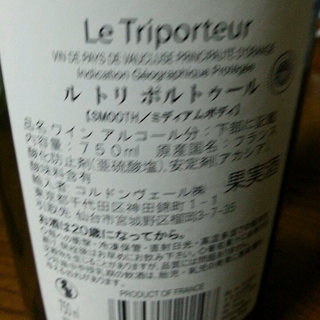 Le Triporteur
VIN DE PAYS DE VAUCLUSE PRINCIPAUTÉ D'ORANGE
Indication Géographique Protégée
ル トリ ポルトゥール
【SMOOTH/ミディアムボディ】
品名:ワイン アルコール分:下部に記載
内容量:750ml 原産国名:フランス
酸化防止剤(亜硫酸塩)、安定剤(アカシア
果実酒
輸入者 コルドンヴェール㈱
東京都千代田区神田錦町1-1
引取先 仙台市宮城野区榴岡3-7-35
お酒は20歳になってから。
PRODUCT OF FRANCE